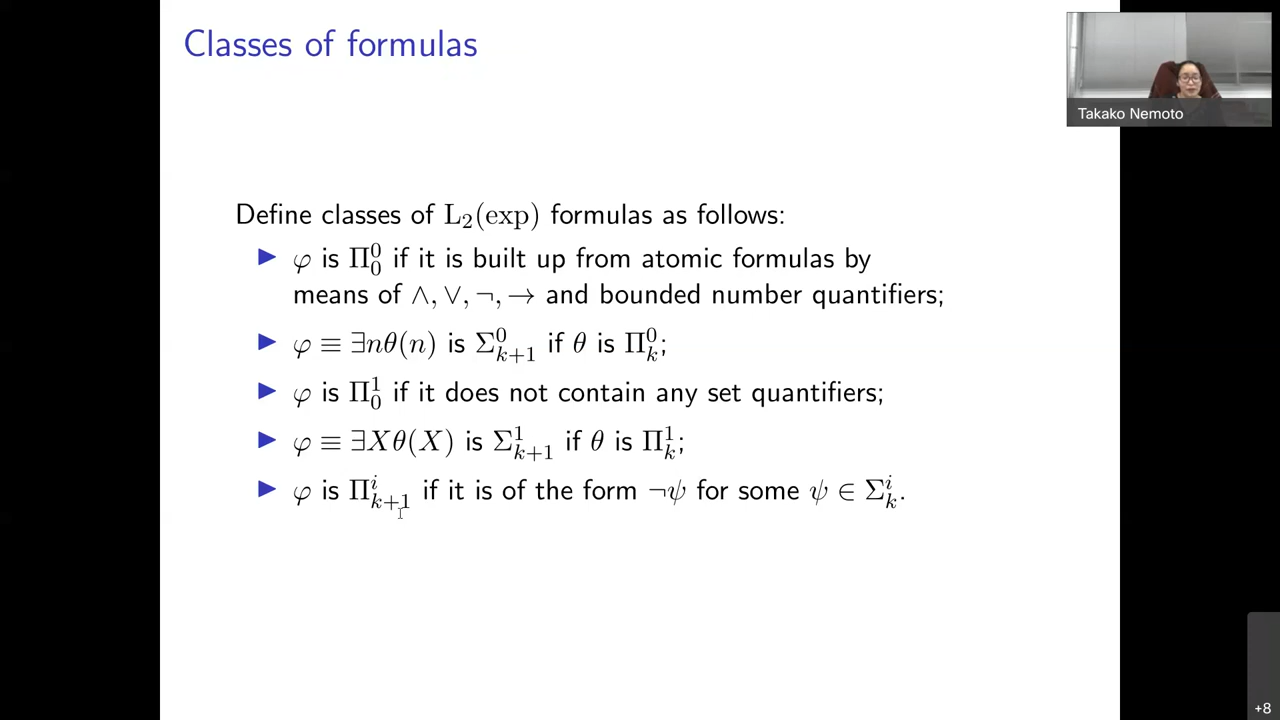 Classes of formulas
Takako Nemoto
Define classes of L₂(exp) formulas as follows:
▶ φ is Π⁰₀ if it is built up from atomic formulas by
means of ∧, ∨, ¬, → and bounded number quantifiers;
▶ φ ≡ ∃nθ(n) is Σ⁰ₖ₊₁ if θ is Π⁰ₖ;
▶ φ is Π¹₀ if it does not contain any set quantifiers;
▶ φ ≡ ∃Xθ(X) is Σ¹ₖ₊₁ if θ is Π¹ₖ;
▶ φ is Πⁱₖ₊₁ if it is of the form ¬ψ for some ψ ∈ Σⁱₖ.
+8